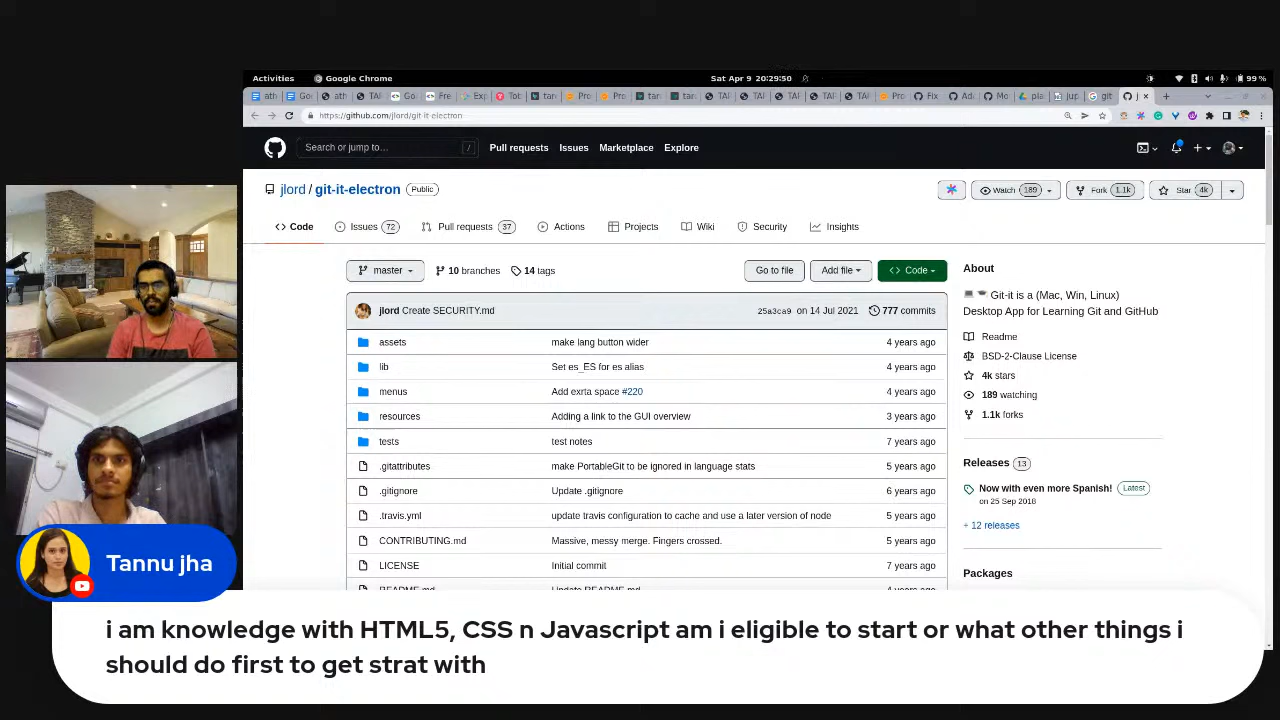 Activities
Google Chrome
Sat Apr 9 20:29:50
99 %
https://github.com/jlord/git-it-electron
Search or jump to...
/
Pull requests
Issues
Marketplace
Explore
jlord / git-it-electron
Public
Watch 189
Fork 1.1k
Star 4k
Code
Issues 72
Pull requests 37
Actions
Projects
Wiki
Security
Insights
master
10 branches
14 tags
Go to file
Add file
Code
jlord Create SECURITY.md
25a3ca9 on 14 Jul 2021
777 commits
assets make lang button wider 4 years ago
lib Set es_ES for es alias 4 years ago
menus Add exrta space #220 4 years ago
resources Adding a link to the GUI overview 3 years ago
tests test notes 7 years ago
.gitattributes make PortableGit to be ignored in language stats 5 years ago
.gitignore Update .gitignore 6 years ago
.travis.yml update travis configuration to cache and use a later version of node 5 years ago
CONTRIBUTING.md Massive, messy merge. Fingers crossed. 5 years ago
LICENSE Initial commit 7 years ago
About
Git-it is a (Mac, Win, Linux)
Desktop App for Learning Git and GitHub
Readme
BSD-2-Clause License
4k stars
189 watching
1.1k forks
Releases 13
Now with even more Spanish! Latest
on 25 Sep 2018
+ 12 releases
Packages
Tannu jha
i am knowledge with HTML5, CSS n Javascript am i eligible to start or what other things i
should do first to get strat with